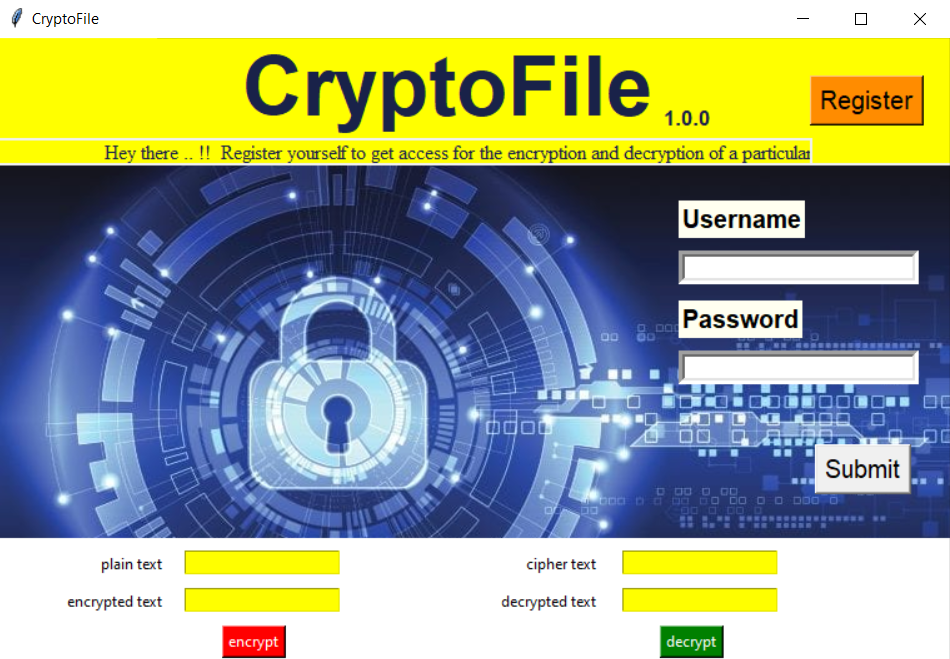 CryptoFile
CryptoFile 1.0.0
Register
Hey there .. !! Register yourself to get access for the encryption and decryption of a particular
Username
Password
Submit
plain text
cipher text
encrypted text
decrypted text
encrypt
decrypt